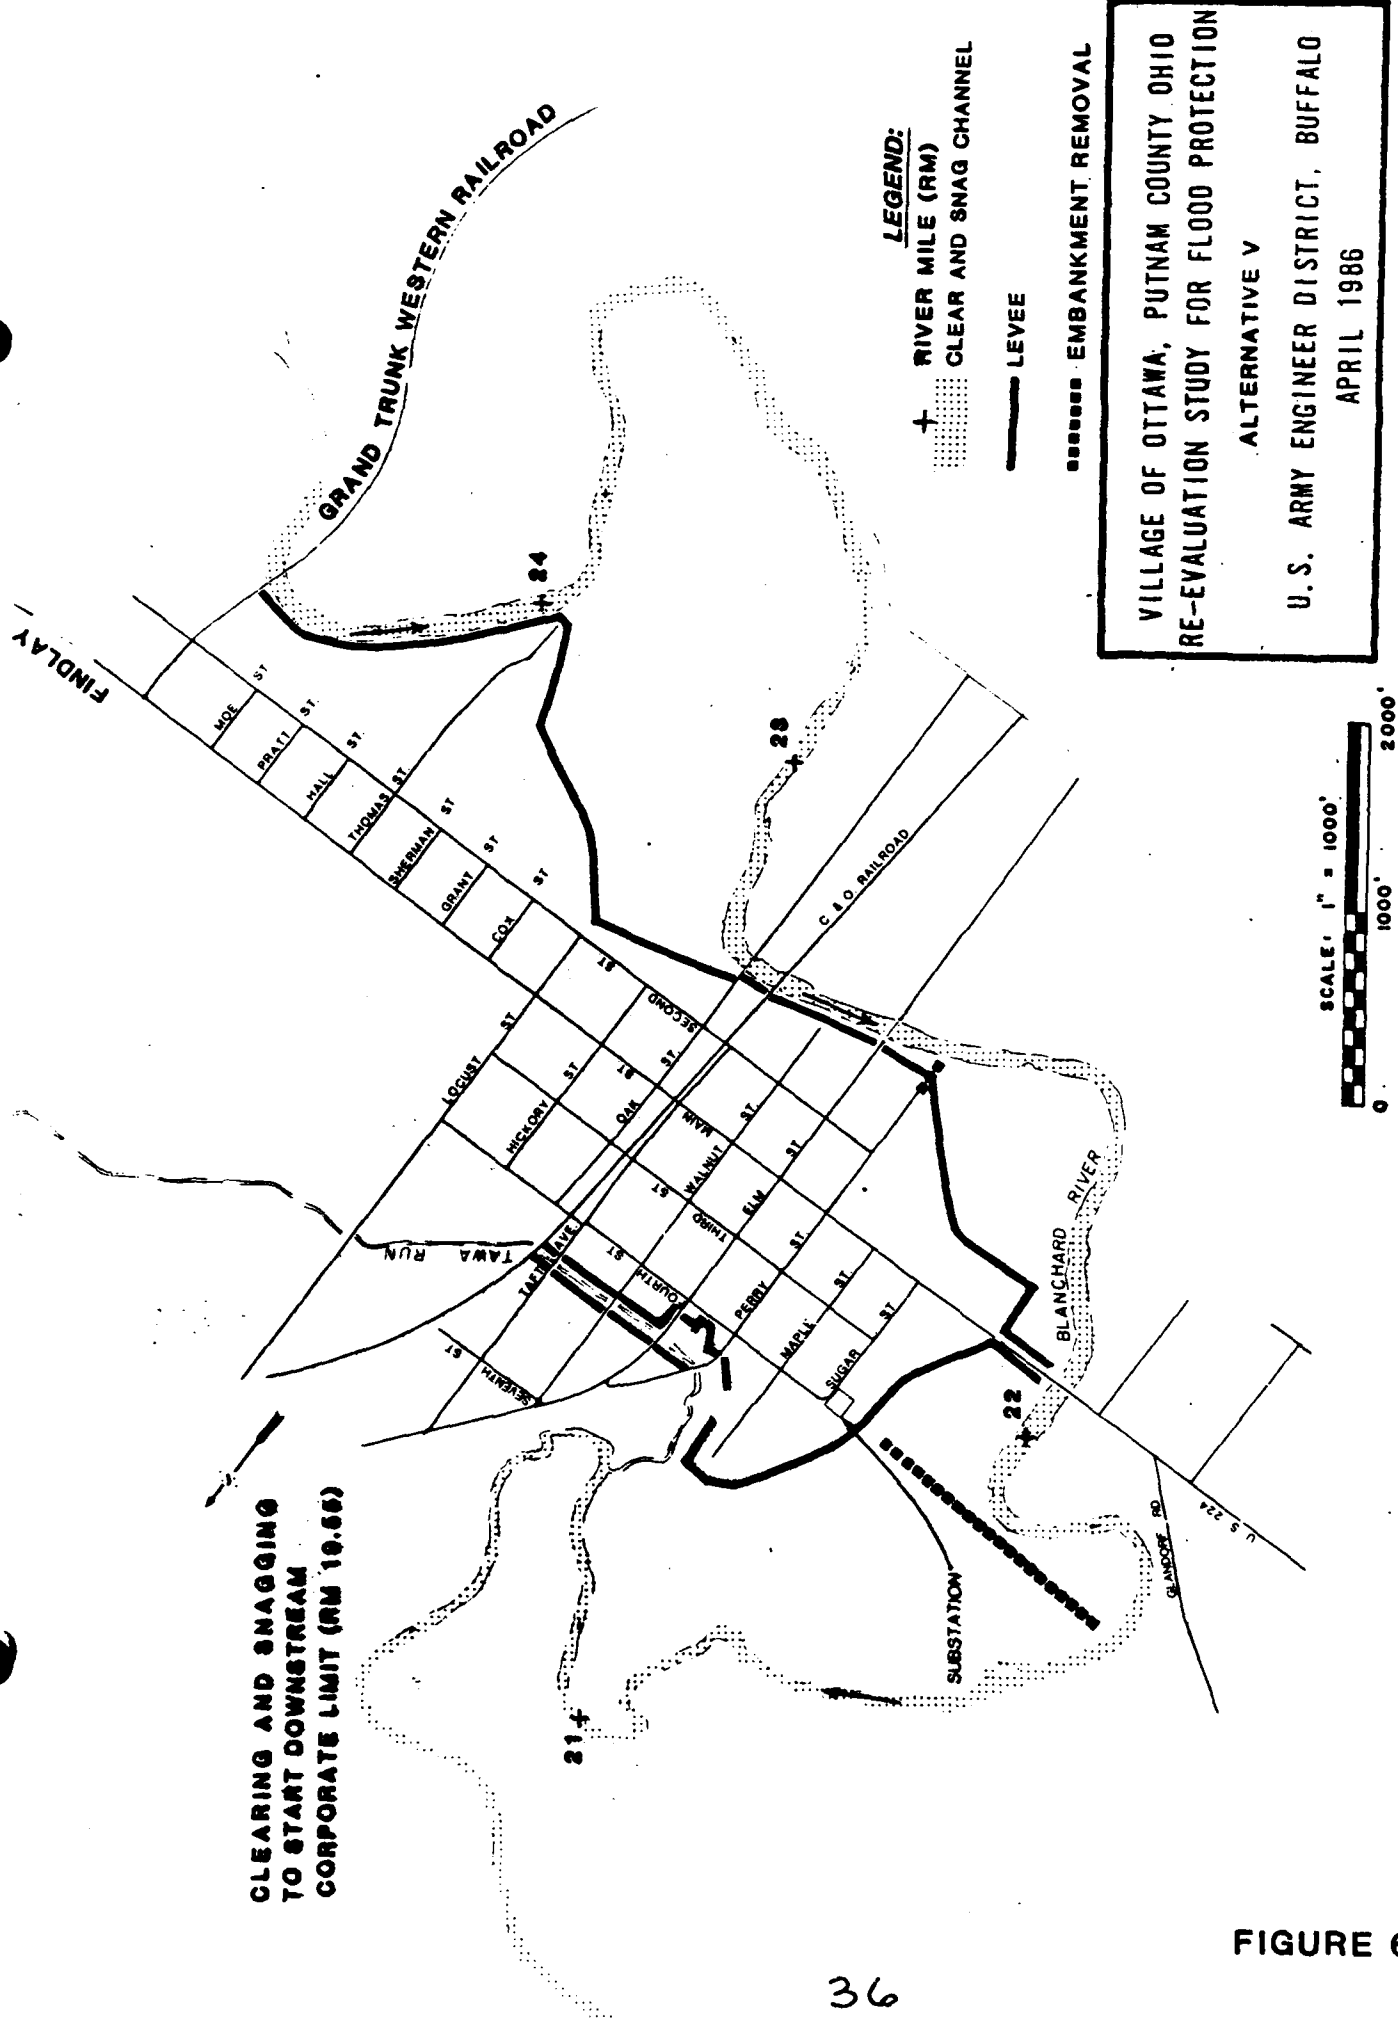 FINDLAY
GRAND TRUNK WESTERN RAILROAD
MOE ST
PRATT ST.
HALL ST.
THOMAS ST.
SHERMAN ST
GRANT ST
COX ST
24
23
C & O RAILROAD
LOCUST ST
HICKORY ST
OAK ST.
SECOND ST
MAIN ST
WALNUT ST.
THIRD ST
ELM ST
FOURTH ST
PERRY ST.
MAPLE ST.
SUGAR ST
TAWA RUN
TAFT AVE.
SEVENTH ST
BLANCHARD RIVER
22
21
SUBSTATION
GLANDORF RD
U S 224
CLEARING AND SNAGGING
TO START DOWNSTREAM
CORPORATE LIMIT
LEGEND:
RIVER MILE (RM)
CLEAR AND SNAG CHANNEL
LEVEE
EMBANKMENT REMOVAL
SCALE: 1" = 1000'
0 1000' 2000'
VILLAGE OF OTTAWA, PUTNAM COUNTY OHIO
RE-EVALUATION STUDY FOR FLOOD PROTECTION
ALTERNATIVE V
U.S. ARMY ENGINEER DISTRICT, BUFFALO
APRIL 1986
FIGURE 6
36